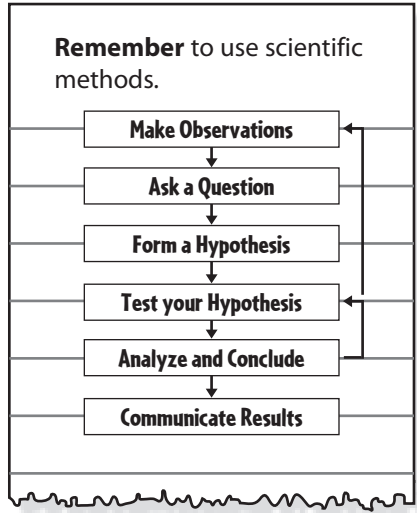 Remember to use scientific
methods.
Make Observations
Ask a Question
Form a Hypothesis
Test your Hypothesis
Analyze and Conclude
Communicate Results